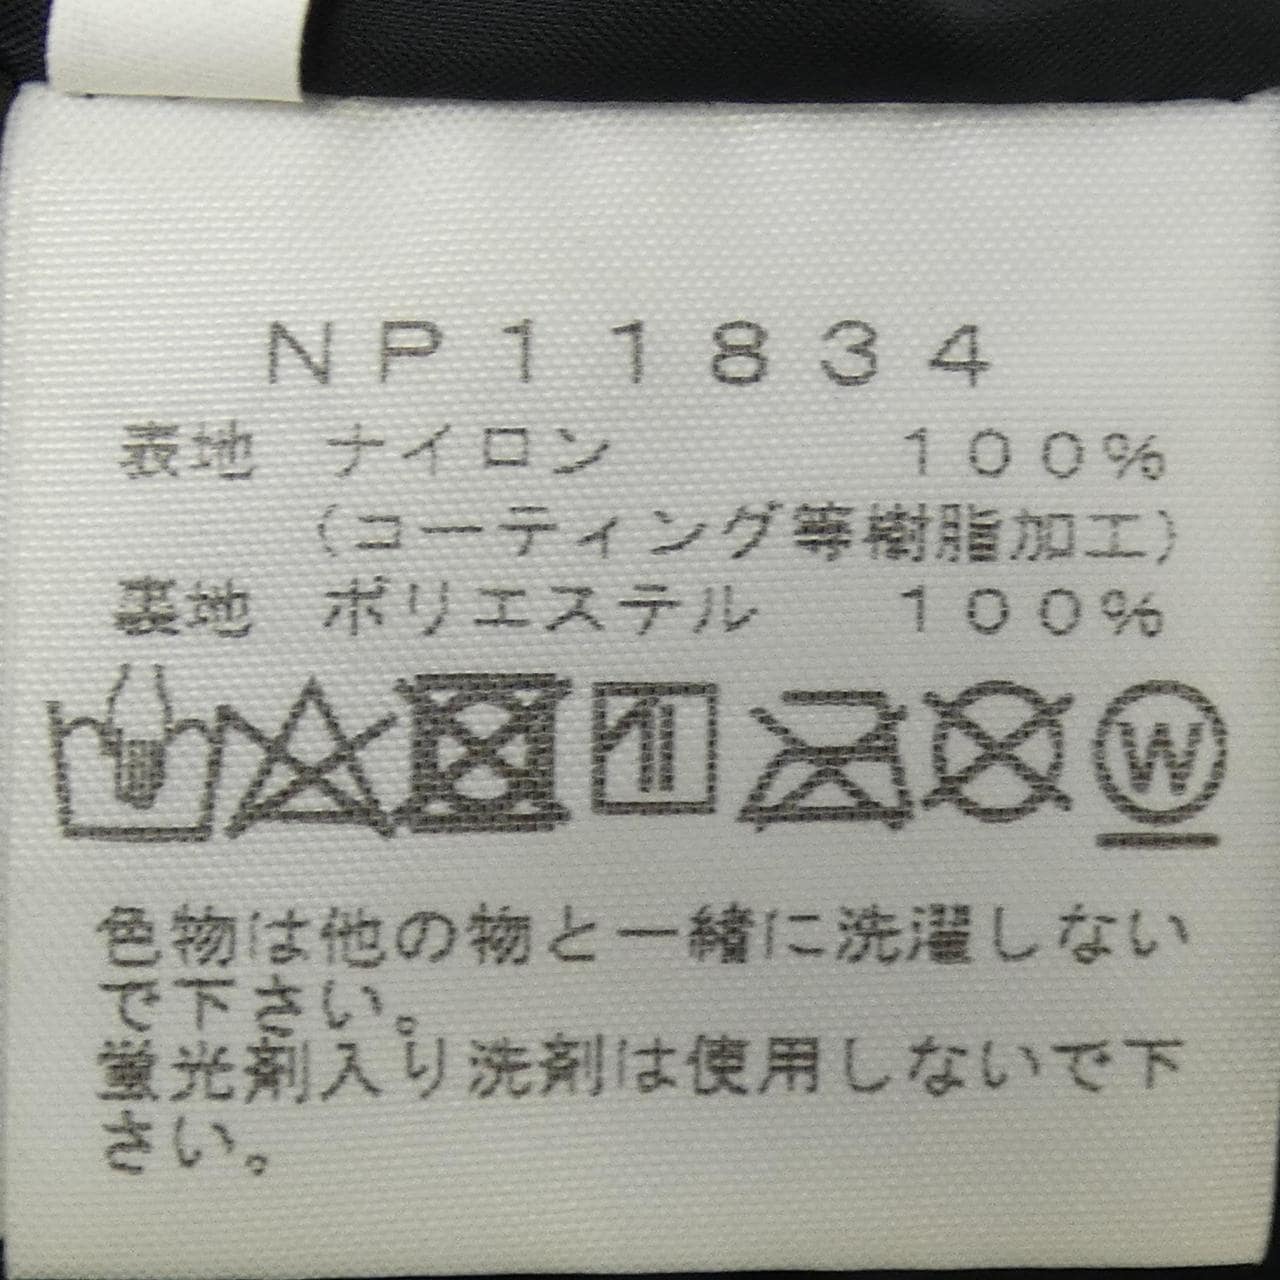 NP11834
表地 ナイロン 100%
(コーティング等樹脂加工)
裏地 ポリエステル 100%
W
色物は他の物と一緒に洗濯しない
で下さい。
蛍光剤入り洗剤は使用しないで下
さい。